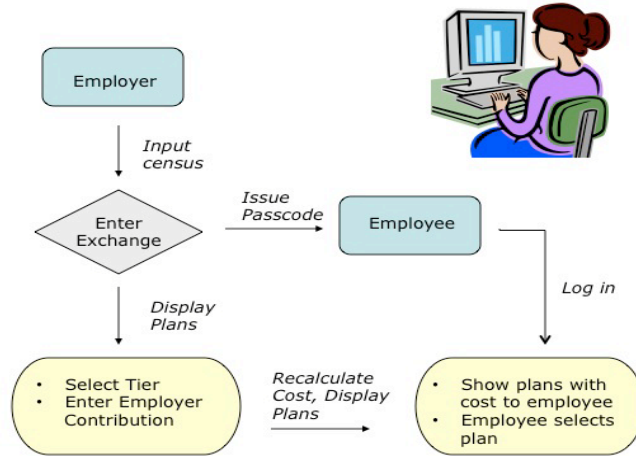 Employer
Input
census
Enter
Exchange
Issue
Passcode
Employee
Log in
Display
Plans
• Select Tier
• Enter Employer
Contribution
Recalculate
Cost, Display
Plans
• Show plans with
cost to employee
• Employee selects
plan